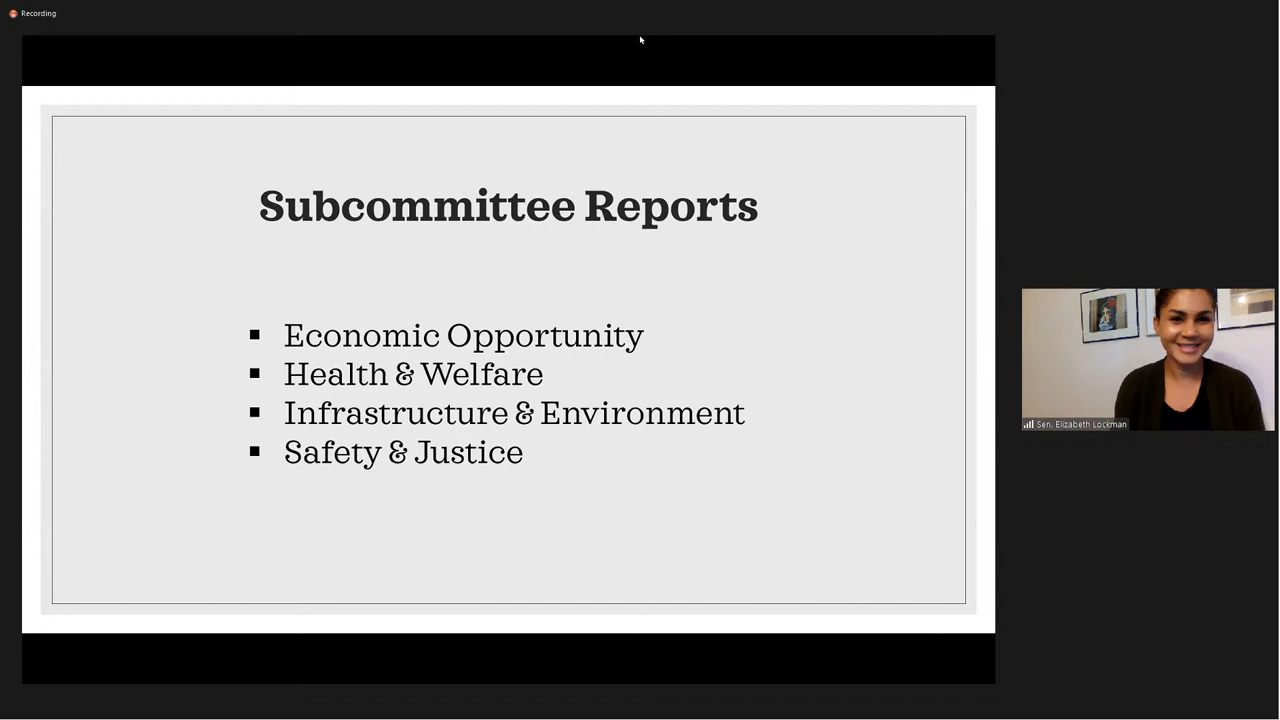 Recording
Subcommittee Reports
▪ Economic Opportunity
▪ Health & Welfare
▪ Infrastructure & Environment
▪ Safety & Justice
Sen. Elizabeth Lockman